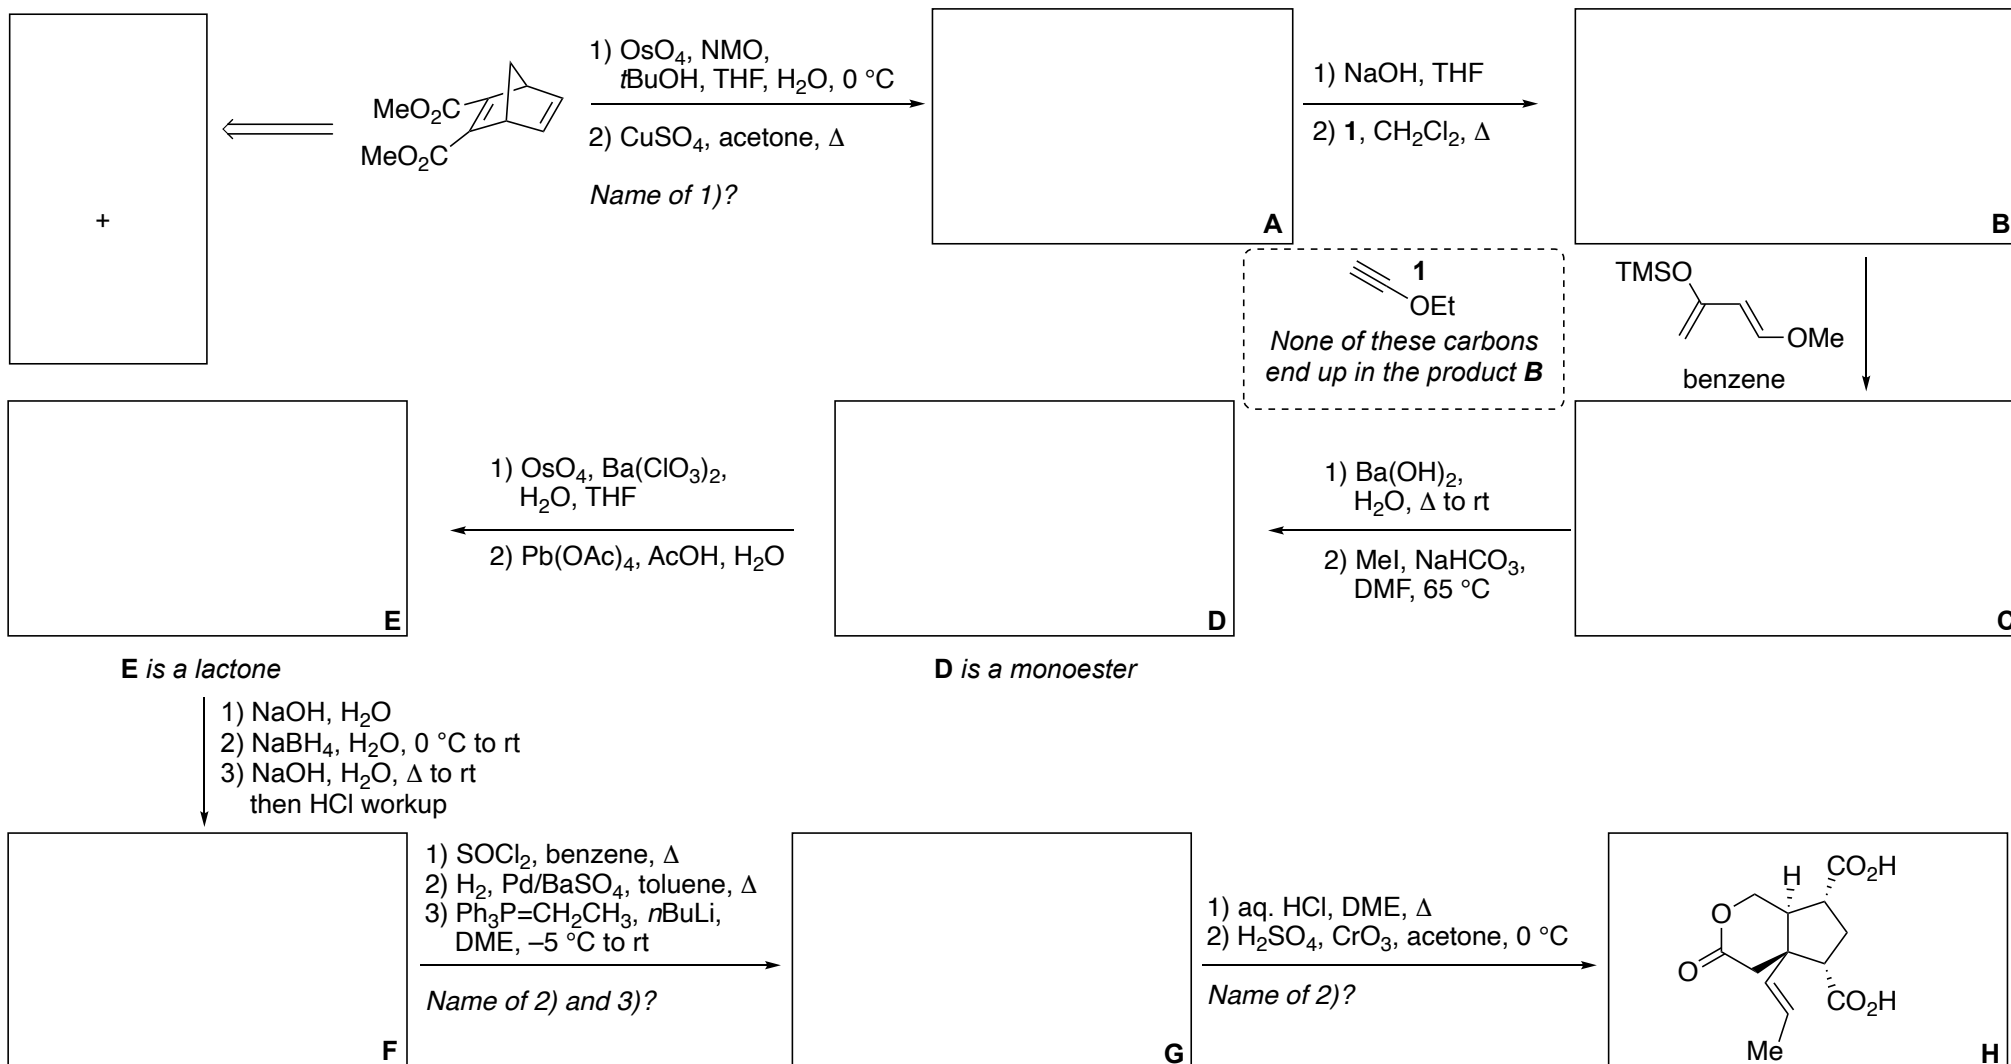 +
MeO₂C
MeO₂C
1) OsO₄, NMO,
tBuOH, THF, H₂O, 0 °C
2) CuSO₄, acetone, Δ
Name of 1)?
A
1) NaOH, THF
2) 1, CH₂Cl₂, Δ
B
1
OEt
None of these carbons
end up in the product B
TMSO
OMe
benzene
C
1) Ba(OH)₂,
H₂O, Δ to rt
2) MeI, NaHCO₃,
DMF, 65 °C
D
D is a monoester
1) OsO₄, Ba(ClO₃)₂,
H₂O, THF
2) Pb(OAc)₄, AcOH, H₂O
E
E is a lactone
1) NaOH, H₂O
2) NaBH₄, H₂O, 0 °C to rt
3) NaOH, H₂O, Δ to rt
then HCl workup
F
1) SOCl₂, benzene, Δ
2) H₂, Pd/BaSO₄, toluene, Δ
3) Ph₃P=CH₂CH₃, nBuLi,
DME, –5 °C to rt
Name of 2) and 3)?
G
1) aq. HCl, DME, Δ
2) H₂SO₄, CrO₃, acetone, 0 °C
Name of 2)?
H
CO₂H
O
O
CO₂H
Me
H